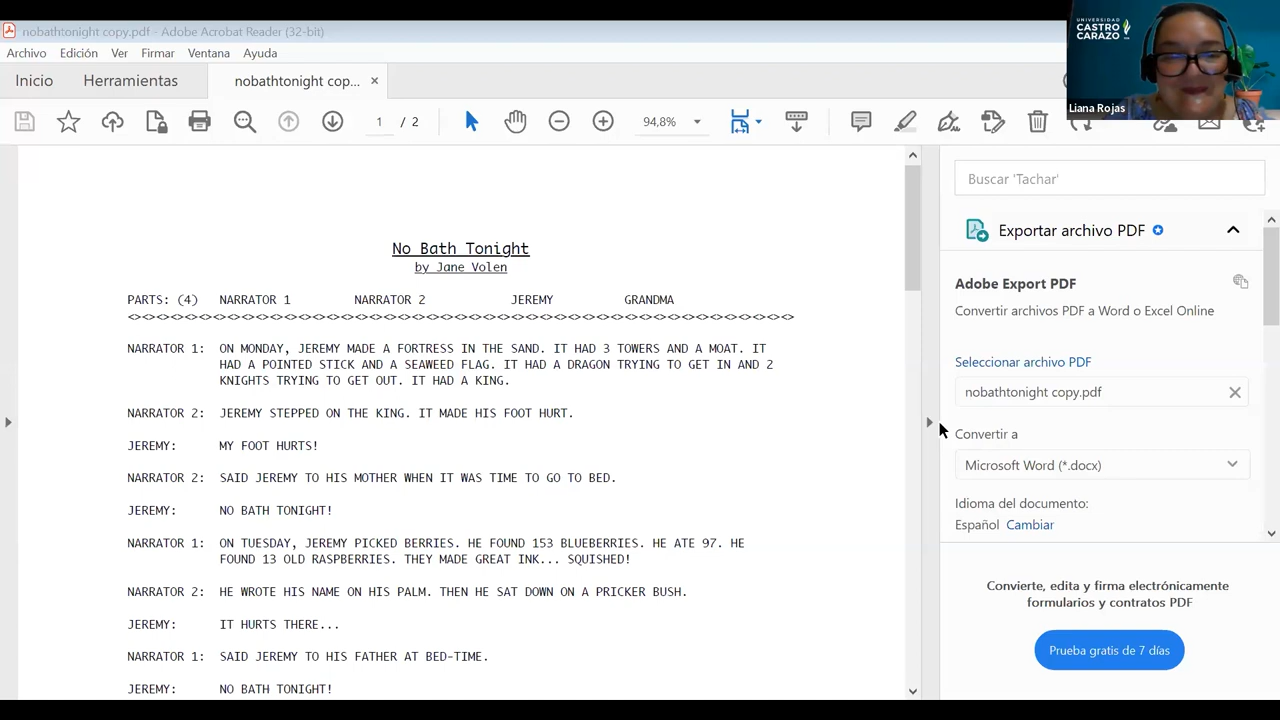 nobathtonight copy.pdf - Adobe Acrobat Reader (32-bit)
Archivo Edición Ver Firmar Ventana Ayuda
Inicio Herramientas nobathtonight cop... ×
1 / 2 94,8%
UNIVERSIDAD
CASTRO
CARAZO
Liana Rojas
No Bath Tonight
by Jane Volen
PARTS: (4) NARRATOR 1 NARRATOR 2 JEREMY GRANDMA
<><><><><><><><><><><><><><><><><><><><><><><><><><><><><><><><><><><><><><><><><><><><><><>
NARRATOR 1: ON MONDAY, JEREMY MADE A FORTRESS IN THE SAND. IT HAD 3 TOWERS AND A MOAT. IT
HAD A POINTED STICK AND A SEAWEED FLAG. IT HAD A DRAGON TRYING TO GET IN AND 2
KNIGHTS TRYING TO GET OUT. IT HAD A KING.
NARRATOR 2: JEREMY STEPPED ON THE KING. IT MADE HIS FOOT HURT.
JEREMY: MY FOOT HURTS!
NARRATOR 2: SAID JEREMY TO HIS MOTHER WHEN IT WAS TIME TO GO TO BED.
JEREMY: NO BATH TONIGHT!
NARRATOR 1: ON TUESDAY, JEREMY PICKED BERRIES. HE FOUND 153 BLUEBERRIES. HE ATE 97. HE
FOUND 13 OLD RASPBERRIES. THEY MADE GREAT INK... SQUISHED!
NARRATOR 2: HE WROTE HIS NAME ON HIS PALM. THEN HE SAT DOWN ON A PRICKER BUSH.
JEREMY: IT HURTS THERE...
NARRATOR 1: SAID JEREMY TO HIS FATHER AT BED-TIME.
JEREMY: NO BATH TONIGHT!
Buscar 'Tachar'
Exportar archivo PDF
Adobe Export PDF
Convertir archivos PDF a Word o Excel Online
Seleccionar archivo PDF
nobathtonight copy.pdf
Convertir a
Microsoft Word (*.docx)
Idioma del documento:
Español Cambiar
Convierte, edita y firma electrónicamente
formularios y contratos PDF
Prueba gratis de 7 días